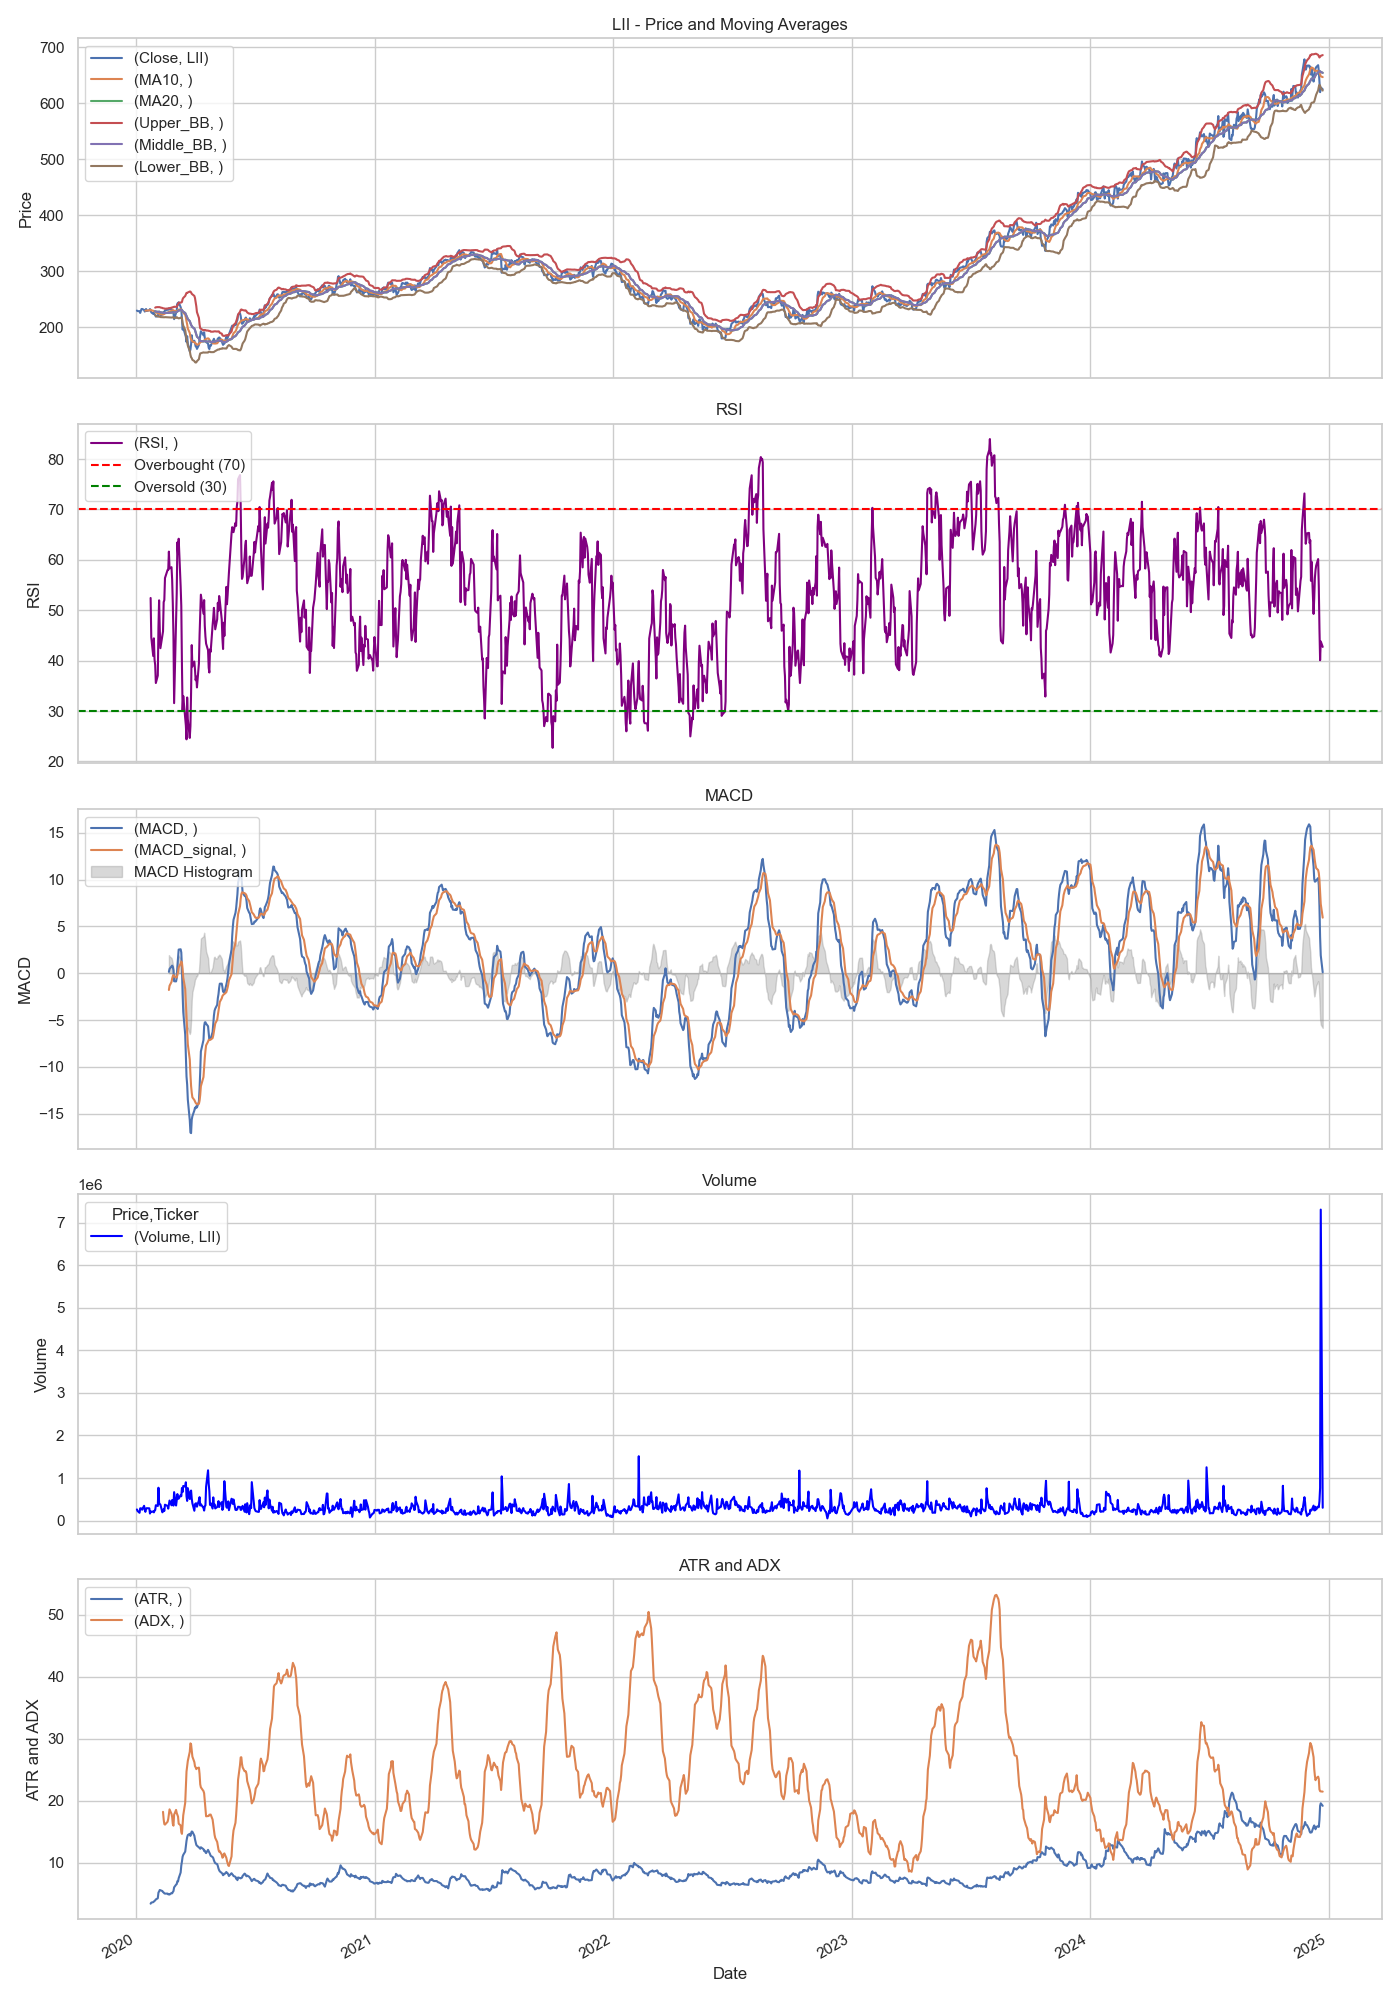 LII - Price and Moving Averages
(Close, LII)
(MA10, )
(MA20, )
(Upper_BB, )
(Middle_BB, )
(Lower_BB, )
Price
700
600
500
400
300
200
RSI
(RSI, )
Overbought (70)
Oversold (30)
RSI
80
70
60
50
40
30
20
MACD
(MACD, )
(MACD_signal, )
MACD Histogram
MACD
15
10
5
0
−5
−10
−15
Volume
1e6
Price,Ticker
(Volume, LII)
Volume
7
6
5
4
3
2
1
0
ATR and ADX
(ATR, )
(ADX, )
ATR and ADX
50
40
30
20
10
2020
2021
2022
2023
2024
2025
Date